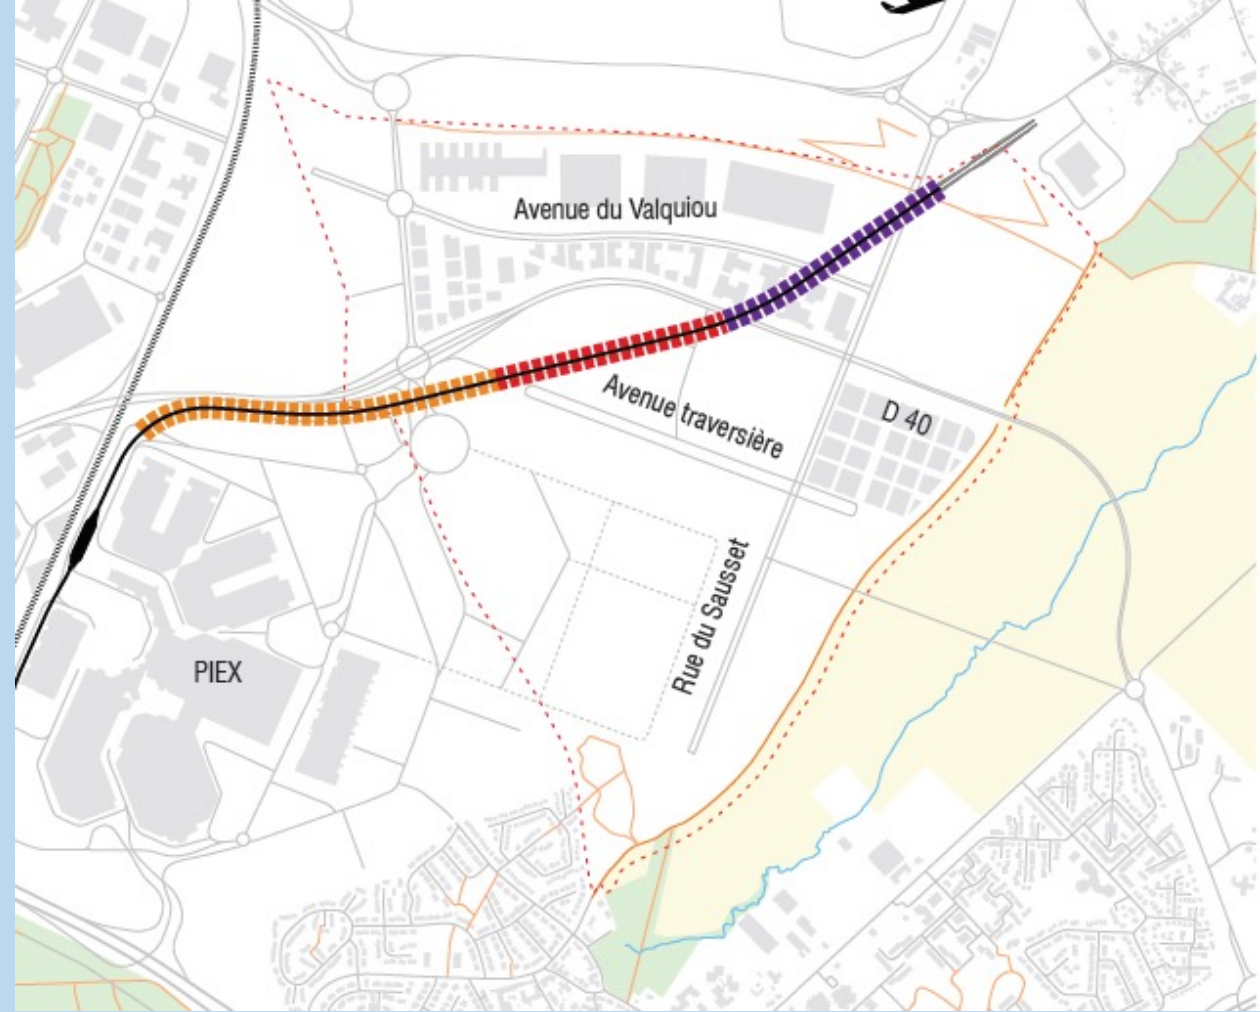 Avenue du Valquiou
Avenue traversière
D 40
Rue du Sausset
PIEX